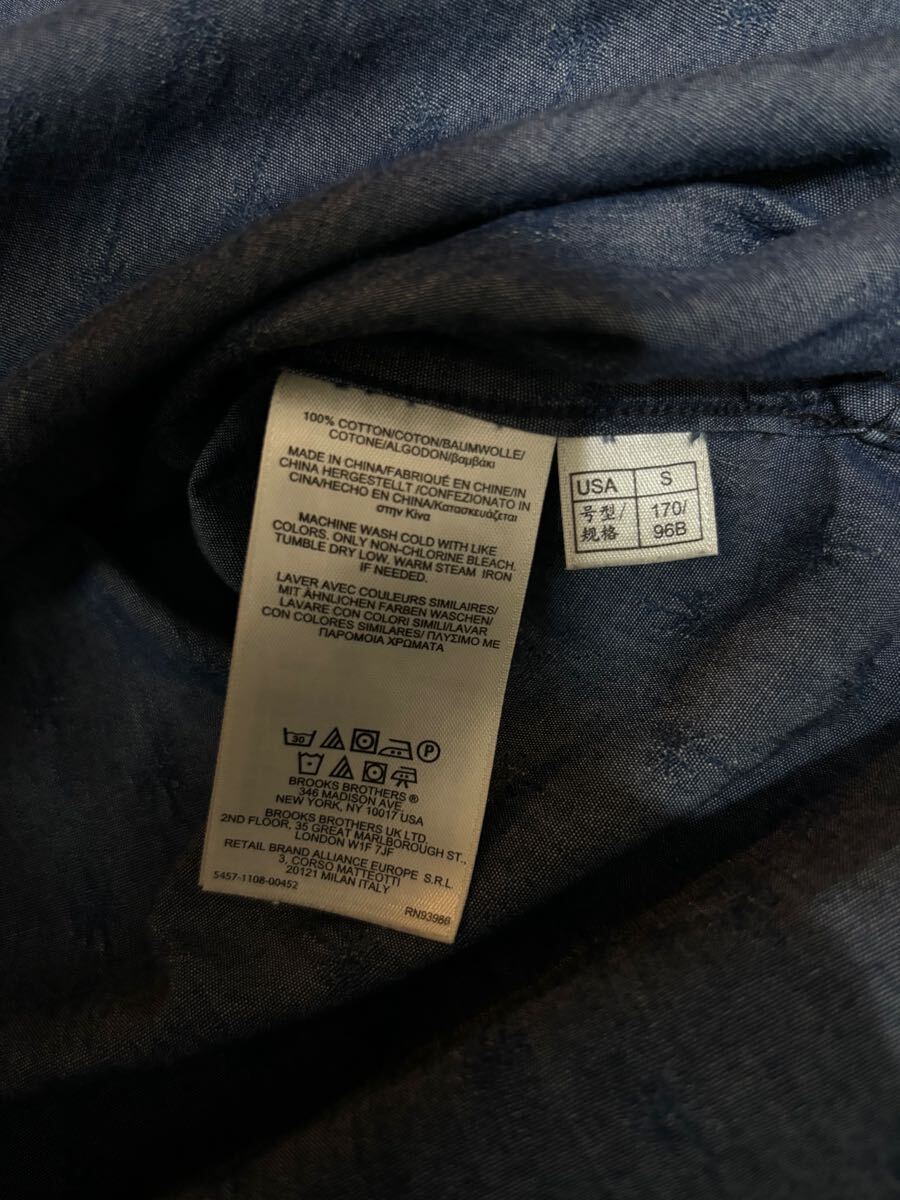 100% COTTON/COTON/BAUMWOLLE/
COTONE/ALGODON/βαμβάκι
MADE IN CHINA/FABRIQUÉ EN CHINE/IN
CHINA HERGESTELLT /CONFEZIONATO IN
CINA/HECHO EN CHINA/Κατασκευάζεται
στην Κίνα
MACHINE WASH COLD WITH LIKE
COLORS. ONLY NON-CHLORINE BLEACH.
TUMBLE DRY LOW. WARM STEAM IRON
IF NEEDED.
LAVER AVEC COULEURS SIMILAIRES/
MIT ÄHNLICHEN FARBEN WASCHEN/
LAVARE CON COLORI SIMILI/LAVAR
CON COLORES SIMILARES/ ΠΛΥΣΙΜΟ ΜΕ
ΠΑΡΟΜΟΙΑ ΧΡΩΜΑΤΑ
30 P
BROOKS BROTHERS ®
346 MADISON AVE.
NEW YORK, NY 10017 USA
BROOKS BROTHERS UK LTD.
2ND FLOOR, 35 GREAT MARLBOROUGH ST.,
LONDON W1F 7JF
RETAIL BRAND ALLIANCE EUROPE S.R.L.
3, CORSO MATTEOTTI
20121 MILAN ITALY
5457-1108-00452
RN93986
USA S
号型/ 170/
规格 96B